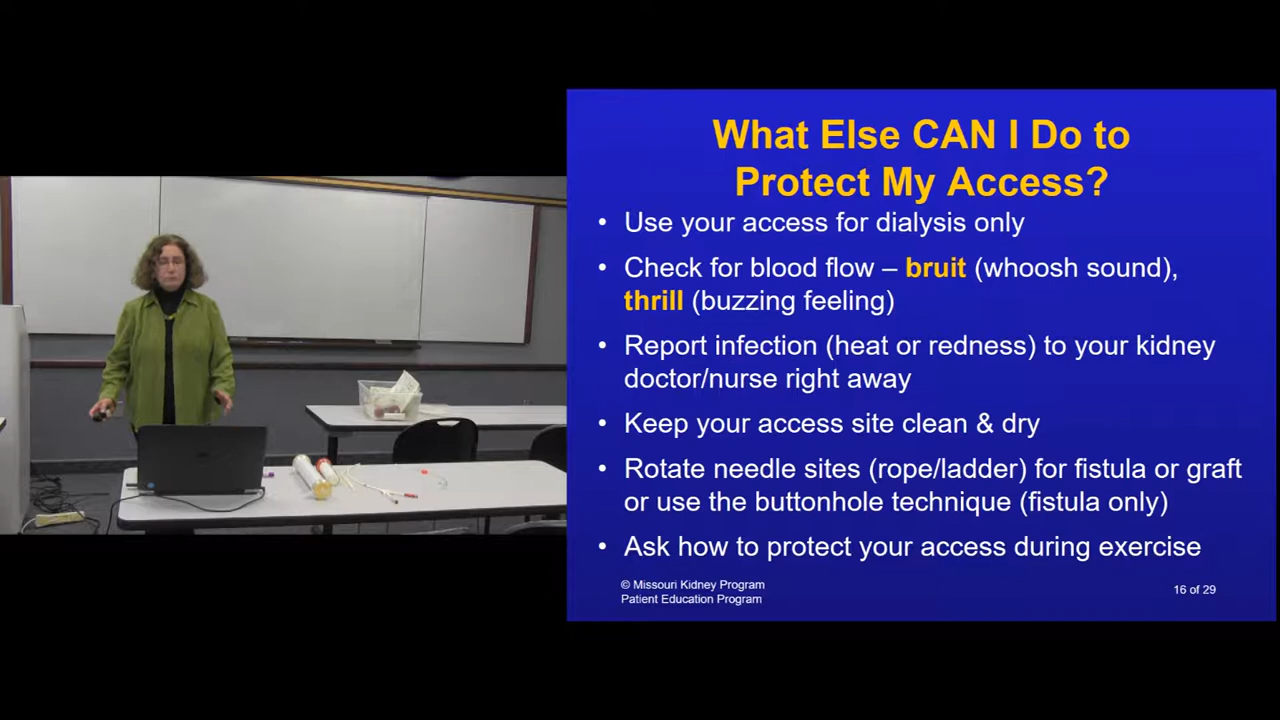 What Else CAN I Do to
Protect My Access?
• Use your access for dialysis only
• Check for blood flow – bruit (whoosh sound),
thrill (buzzing feeling)
• Report infection (heat or redness) to your kidney
doctor/nurse right away
• Keep your access site clean & dry
• Rotate needle sites (rope/ladder) for fistula or graft
or use the buttonhole technique (fistula only)
• Ask how to protect your access during exercise
© Missouri Kidney Program
Patient Education Program
16 of 29